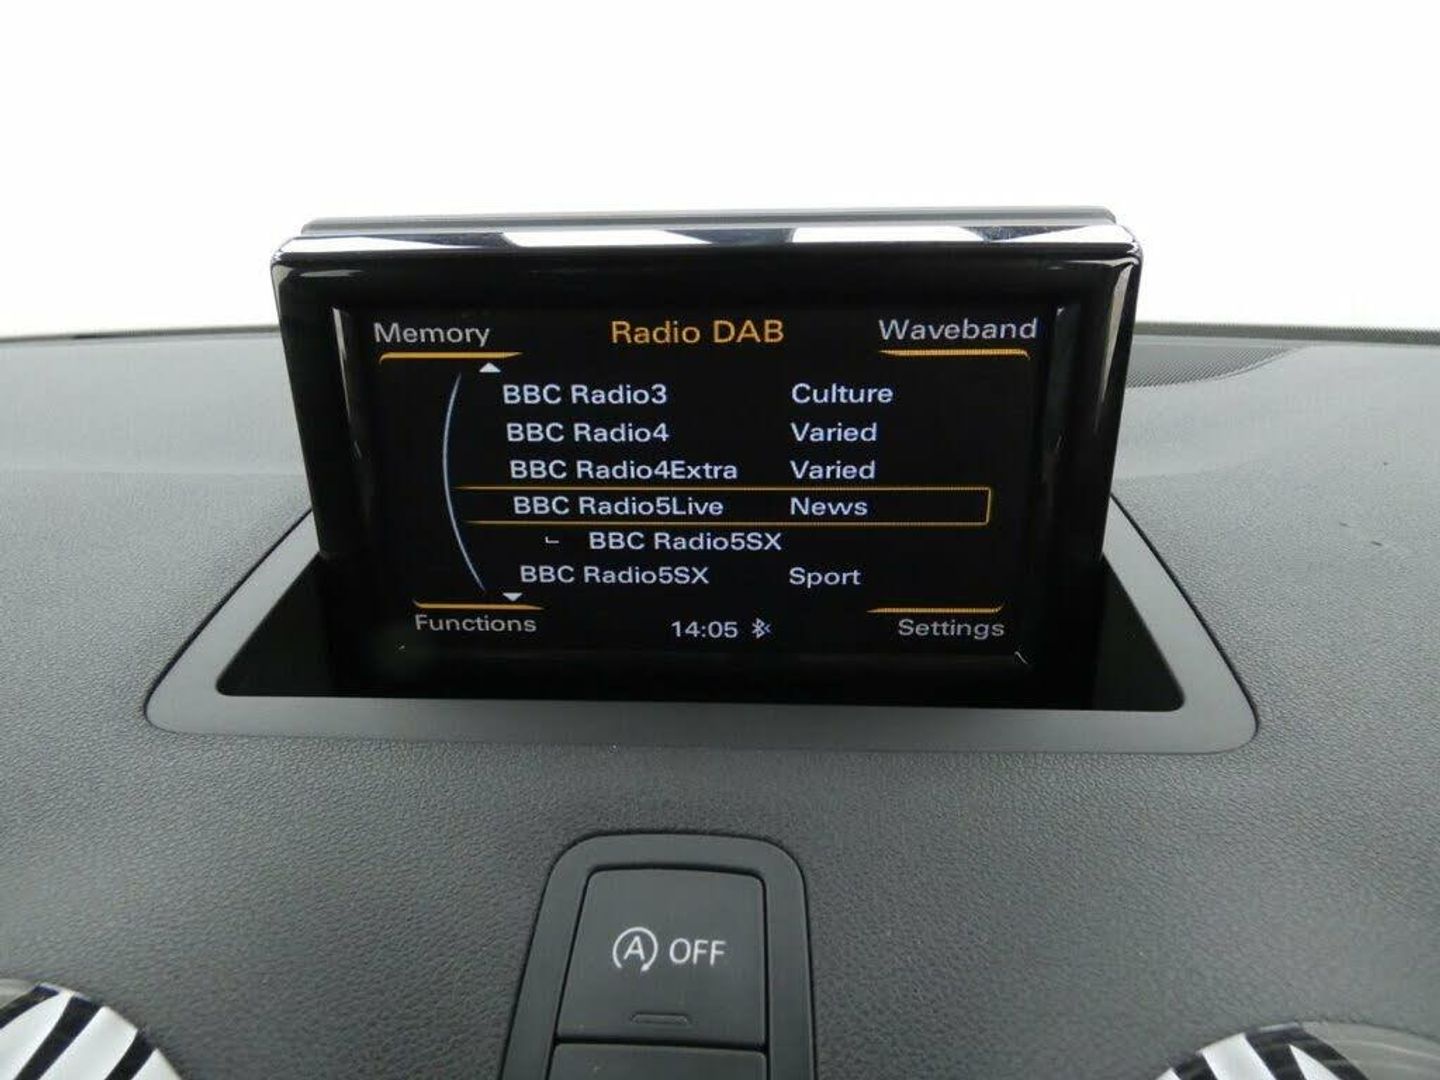 Memory Radio DAB Waveband
BBC Radio3 Culture
BBC Radio4 Varied
BBC Radio4Extra Varied
BBC Radio5Live News
BBC Radio5SX
BBC Radio5SX Sport
Functions 14:05 Settings
A OFF